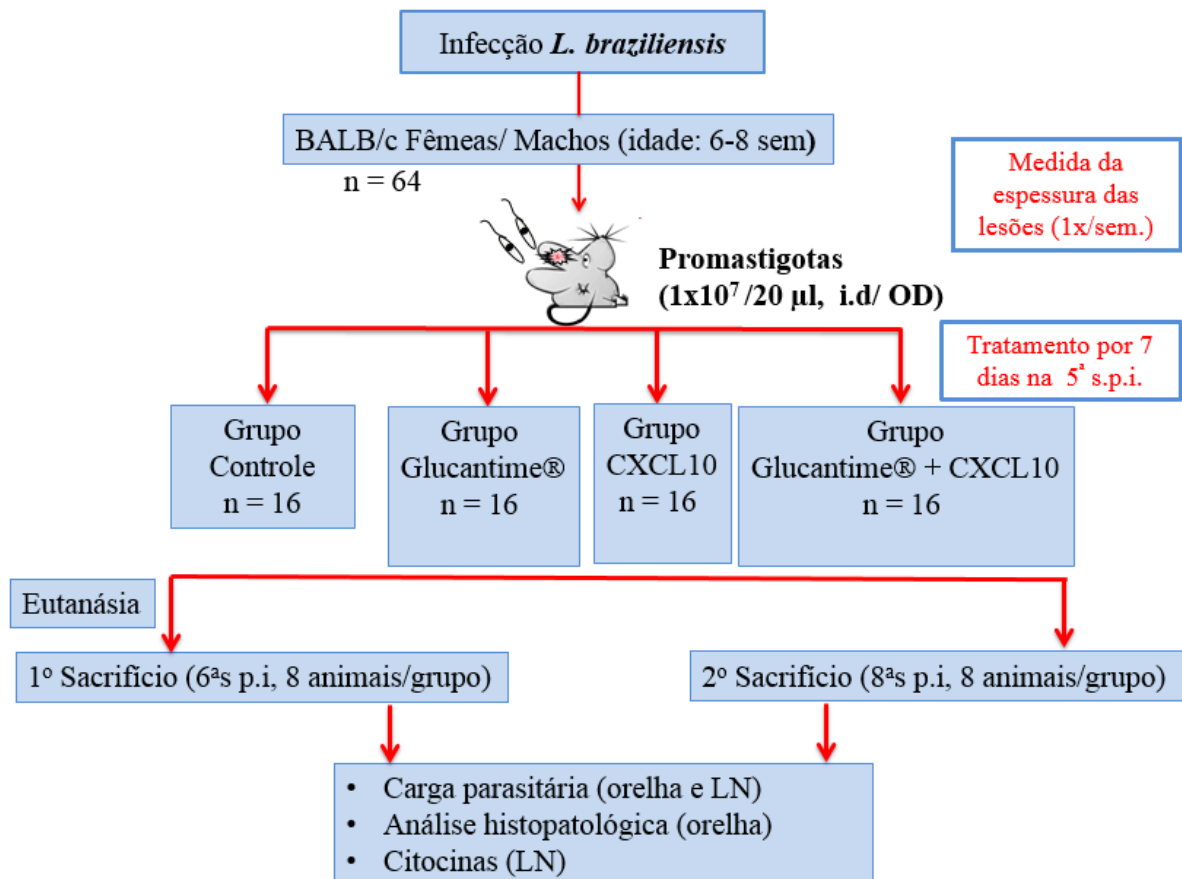 Infecção L. braziliensis
BALB/c Fêmeas/ Machos (idade: 6-8 sem)
n = 64
Medida da
espessura das
lesões (1x/sem.)
Promastigotas
(1x10⁷ /20 µl, i.d/ OD)
Tratamento por 7
dias na 5ª s.p.i.
Grupo
Controle
n = 16
Grupo
Glucantime®
n = 16
Grupo
CXCL10
n = 16
Grupo
Glucantime® + CXCL10
n = 16
Eutanásia
1º Sacrifício (6ªs p.i, 8 animais/grupo)
2º Sacrifício (8ªs p.i, 8 animais/grupo)
• Carga parasitária (orelha e LN)
• Análise histopatológica (orelha)
• Citocinas (LN)